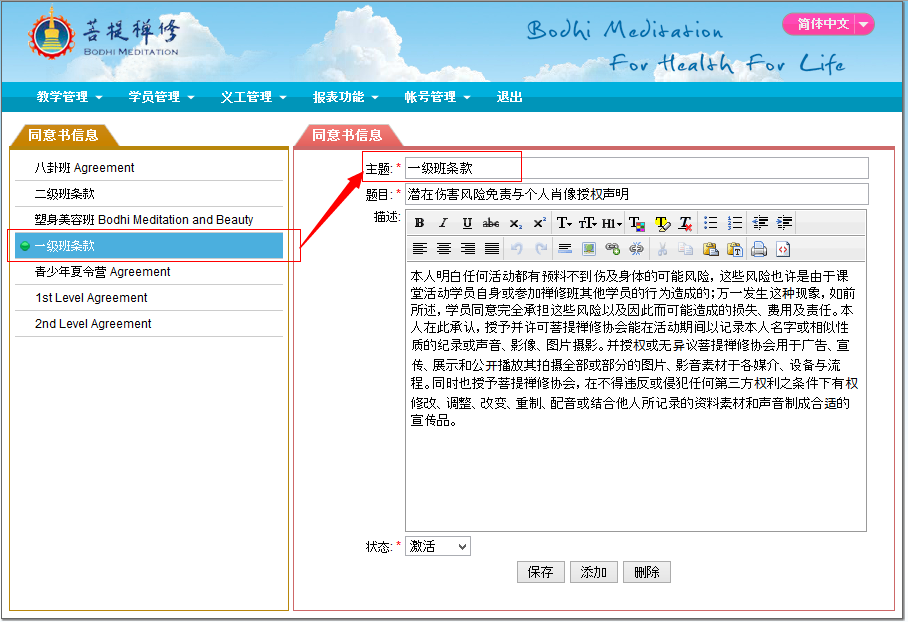 菩提禅修
BODHI MEDITATION
Bodhi Meditation
For Health For Life
简体中文
教学管理 学员管理 义工管理 报表功能 帐号管理 退出
同意书信息
八卦班 Agreement
二级班条款
塑身美容班 Bodhi Meditation and Beauty
一级班条款
青少年夏令营 Agreement
1st Level Agreement
2nd Level Agreement
同意书信息
主题: * 一级班条款
题目: * 潜在伤害风险免责与个人肖像授权声明
描述:
B I U abc x₂ x² T rT HI T T T
本人明白任何活动都有预料不到伤及身体的可能风险，这些风险也许是由于课
堂活动学员自身或参加禅修班其他学员的行为造成的；万一发生这种现象，如前
所述，学员同意完全承担这些风险以及因此而可能造成的损失、费用及责任。本
人在此承认，授予并许可菩提禅修协会能在活动期间以记录本人名字或相似性
质的纪录或声音、影像、图片摄影。并授权或无异议菩提禅修协会用于广告、宣
传、展示和公开播放其拍摄全部或部分的图片、影音素材于各媒介、设备与流
程。同时也授予菩提禅修协会，在不得违反或侵犯任何第三方权利之条件下有权
修改、调整、改变、重制、配音或结合他人所记录的资料素材和声音制成合适的
宣传品。
状态: * 激活
保存 添加 删除